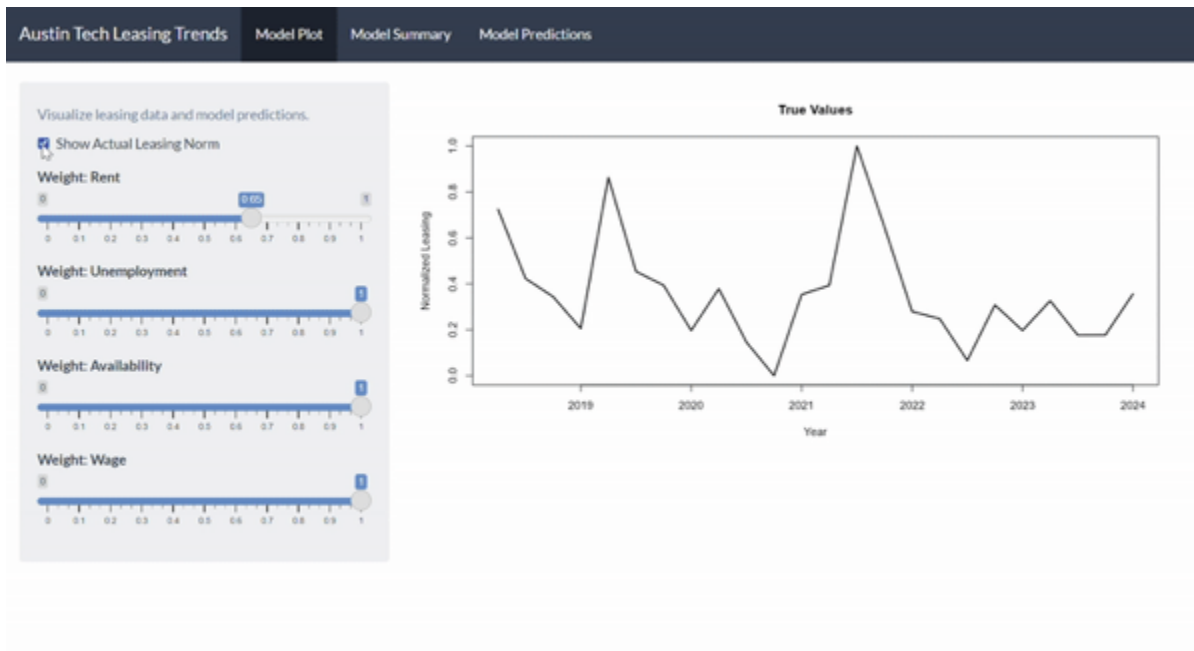 Austin Tech Leasing Trends Model Plot Model Summary Model Predictions
Visualize leasing data and model predictions.
Show Actual Leasing Norm
Weight: Rent
0 0.65 1
0 0.1 0.2 0.3 0.4 0.5 0.6 0.7 0.8 0.9 1
Weight: Unemployment
0 1
0 0.1 0.2 0.3 0.4 0.5 0.6 0.7 0.8 0.9 1
Weight: Availability
0 1
0 0.1 0.2 0.3 0.4 0.5 0.6 0.7 0.8 0.9 1
Weight: Wage
0 1
0 0.1 0.2 0.3 0.4 0.5 0.6 0.7 0.8 0.9 1
True Values
Normalized Leasing
1.0
0.8
0.6
0.4
0.2
0.0
2019 2020 2021 2022 2023 2024
Year